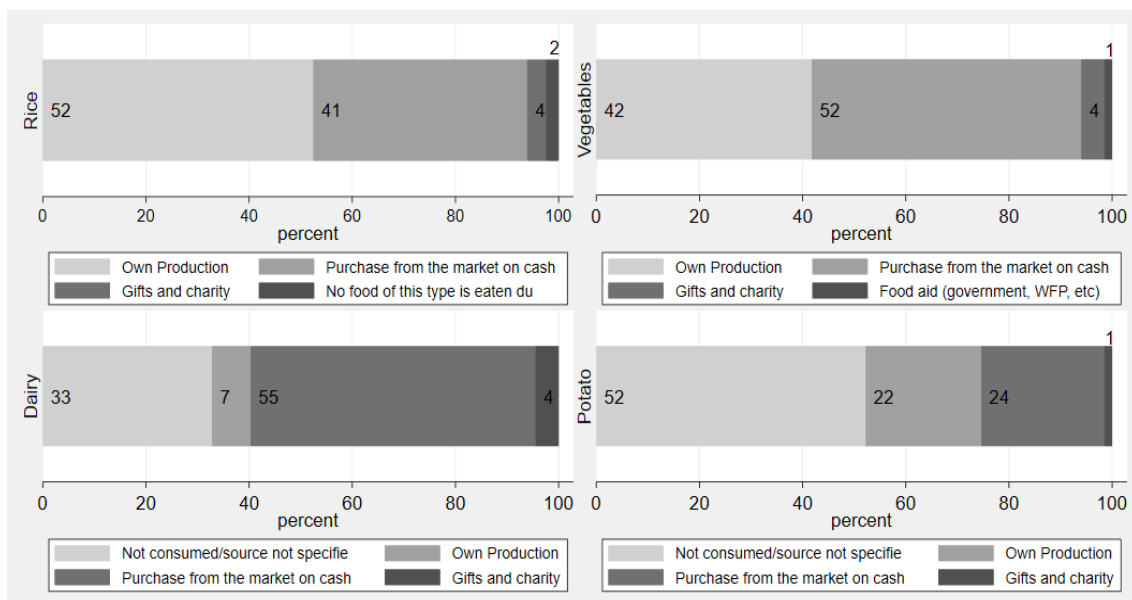 Rice
2
52 41 4
0 20 40 60 80 100
percent
Own Production Purchase from the market on cash
Gifts and charity No food of this type is eaten du
Vegetables
1
42 52 4
0 20 40 60 80 100
percent
Own Production Purchase from the market on cash
Gifts and charity Food aid (government, WFP, etc)
Dairy
33 7 55 4
0 20 40 60 80 100
percent
Not consumed/source not specifie Own Production
Purchase from the market on cash Gifts and charity
Potato
1
52 22 24
0 20 40 60 80 100
percent
Not consumed/source not specifie Own Production
Purchase from the market on cash Gifts and charity